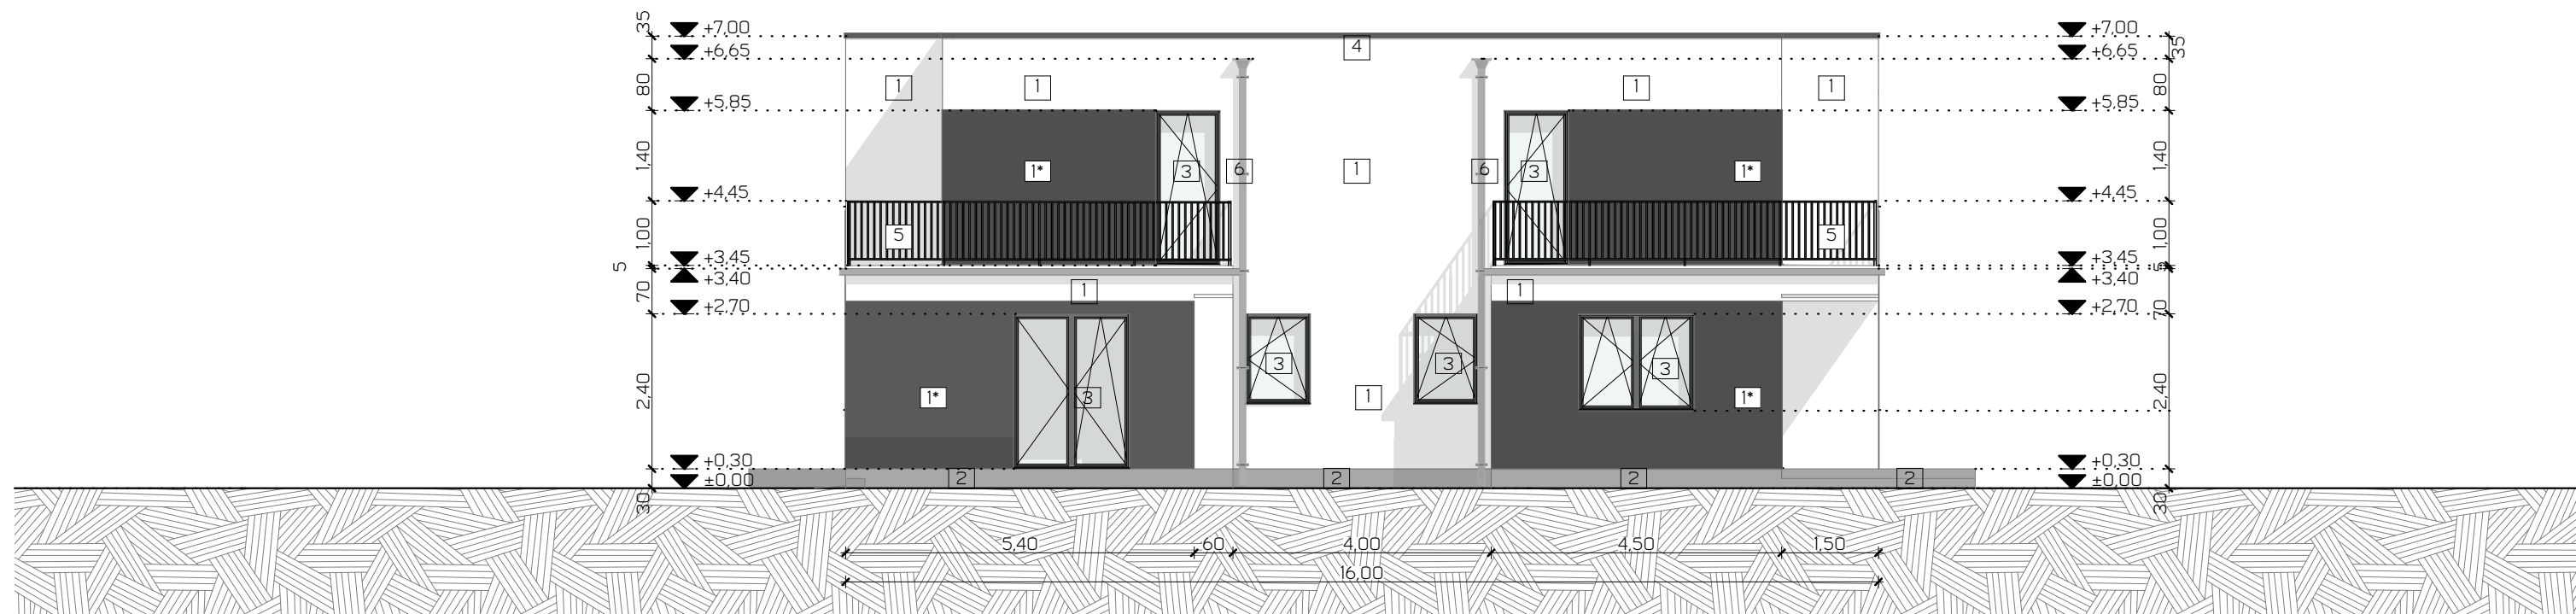 35 +7,00 4 +7,00 35
+6,65 +6,65
80 1 1 1 1 80
+5,85 +5,85
1,40 1* 3 6 1 6 3 1* 1,40
+4,45 +4,45
1,00 5 5 1,00
+3,45 +3,45
5 5
+3,40 +3,40
70 1 1 70
+2,70 +2,70
2,40 1* 3 3 1 3 3 1* 2,40
+0,30 +0,30
±0,00 2 2 2 2 ±0,00
30 30
5,40 60 4,00 4,50 1,50
16,00